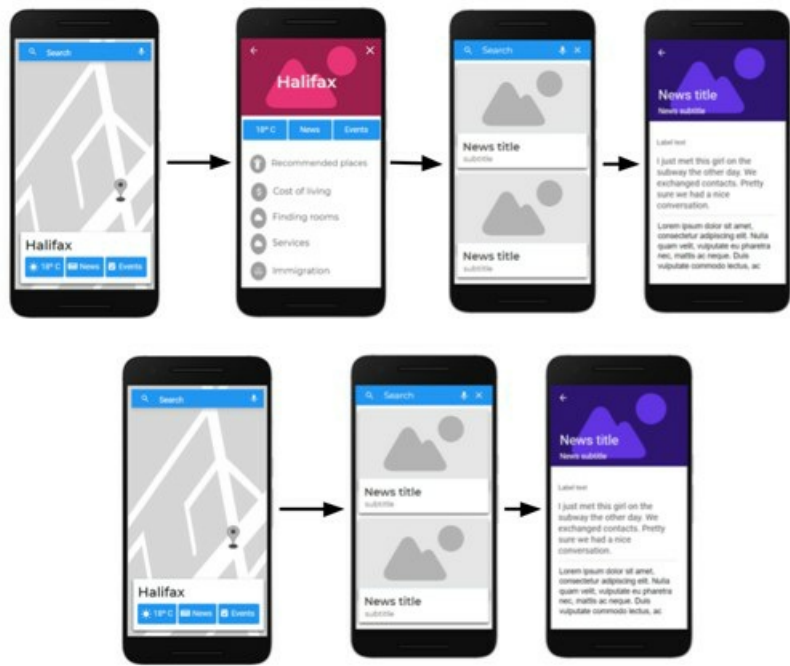 Search
Halifax
18° C News Events
Halifax
18° C News Events
Recommended places
Cost of living
Finding rooms
Services
Immigration
Search
News title
subtitle
News title
subtitle
News title
News subtitle
Label text
I just met this girl on the
subway the other day. We
exchanged contacts. Pretty
sure we had a nice
conversation.
Lorem ipsum dolor sit amet,
consectetur adipiscing elit. Nulla
quam velit, vulputate eu pharetra
nec, mattis ac neque. Duis
vulputate commodo lectus, ac
Search
Halifax
18° C News Events
Search
News title
subtitle
News title
subtitle
News title
News subtitle
Label text
I just met this girl on the
subway the other day. We
exchanged contacts. Pretty
sure we had a nice
conversation.
Lorem ipsum dolor sit amet,
consectetur adipiscing elit. Nulla
quam velit, vulputate eu pharetra
nec, mattis ac neque. Duis
vulputate commodo lectus, ac